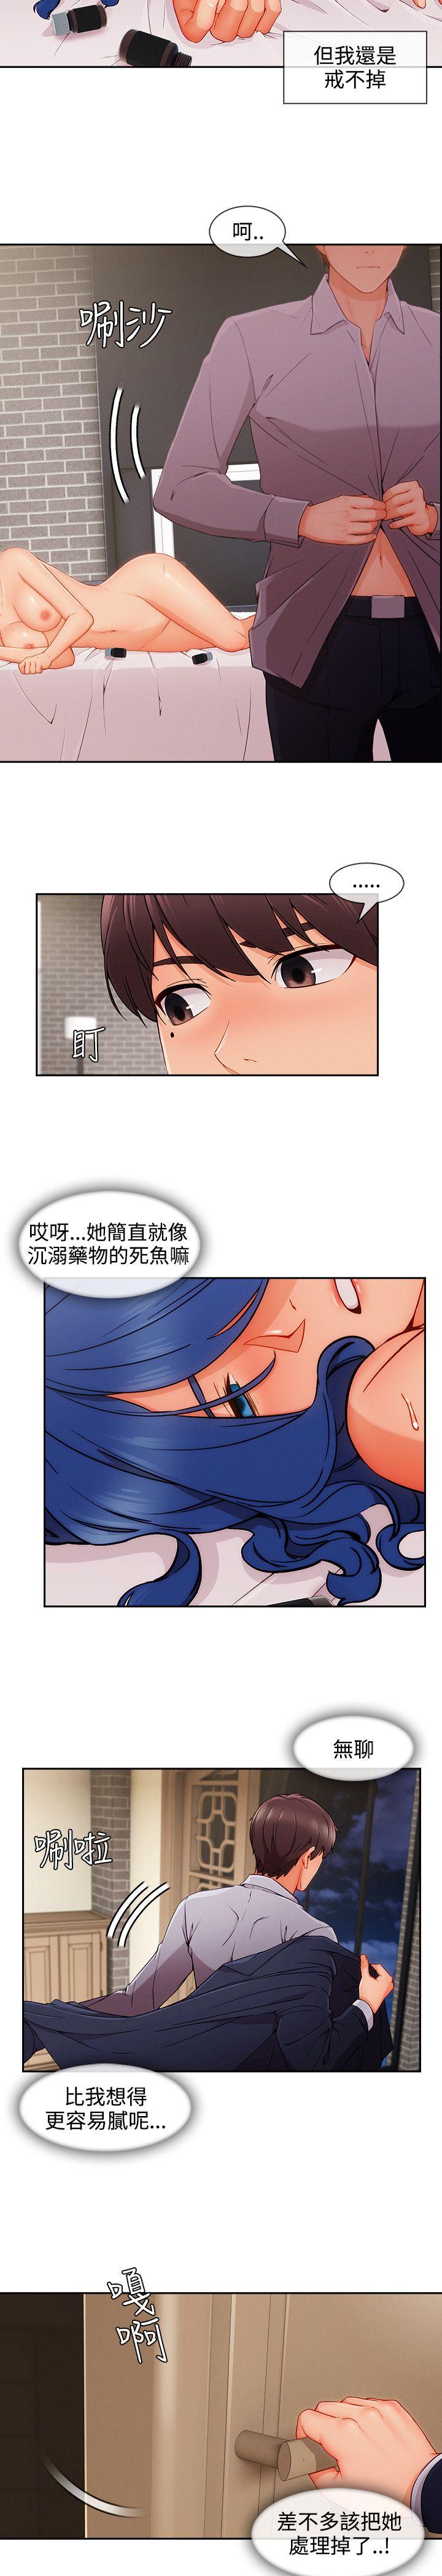 但我還是
戒不掉
呵..
唰沙
.....
盯
哎呀...她簡直就像
沉溺藥物的死魚嘛
無聊
唰啦
比我想得
更容易膩呢...
嘎啊
差不多該把她
處理掉了..!